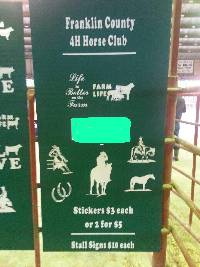 Franklin County
4H Horse Club
Life is
Better
on the
Farm
FARM
LIFE
VE
Stickers $3 each
or 2 for $5
Stall Signs $10 each